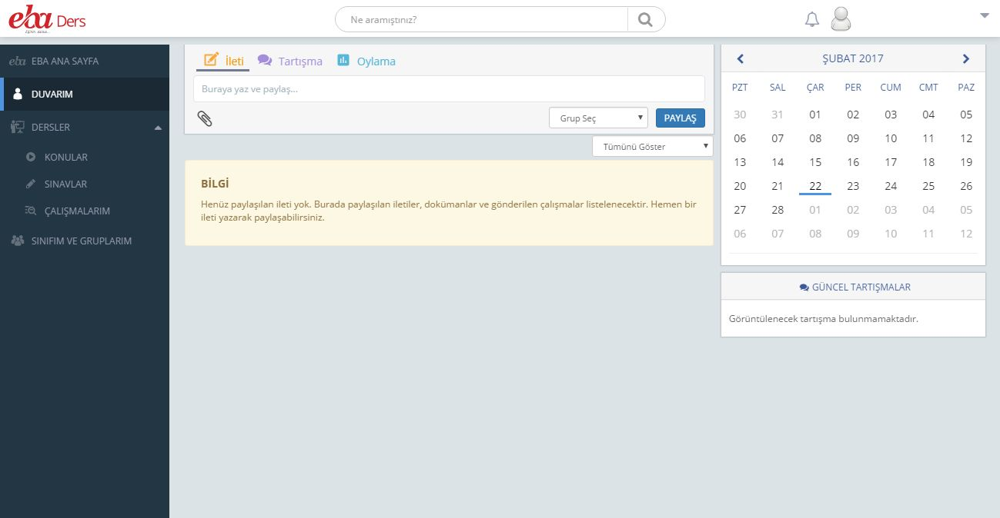 eba Ders
Ne aramıştınız?
eba EBA ANA SAYFA
DUVARIM
DERSLER
KONULAR
SINAVLAR
ÇALIŞMALARIM
SINIFIM VE GRUPLARIM
İleti Tartışma Oylama
Buraya yaz ve paylaş...
Grup Seç PAYLAŞ
Tümünü Göster
BİLGİ
Henüz paylaşılan ileti yok. Burada paylaşılan iletiler, dokümanlar ve gönderilen çalışmalar listelenecektir. Hemen bir
ileti yazarak paylaşabilirsiniz.
ŞUBAT 2017
PZT SAL ÇAR PER CUM CMT PAZ
30 31 01 02 03 04 05
06 07 08 09 10 11 12
13 14 15 16 17 18 19
20 21 22 23 24 25 26
27 28 01 02 03 04 05
06 07 08 09 10 11 12
GÜNCEL TARTIŞMALAR
Görüntülenecek tartışma bulunmamaktadır.